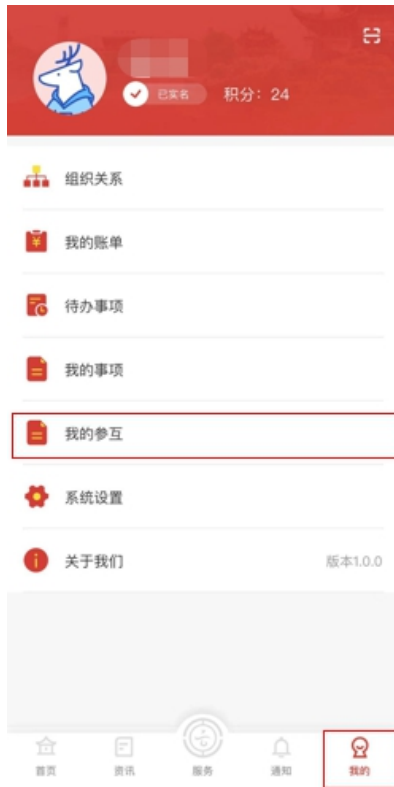 已实名 积分：24
组织关系
我的账单
待办事项
我的事项
我的参互
系统设置
关于我们 版本1.0.0
首页 资讯 服务 通知 我的